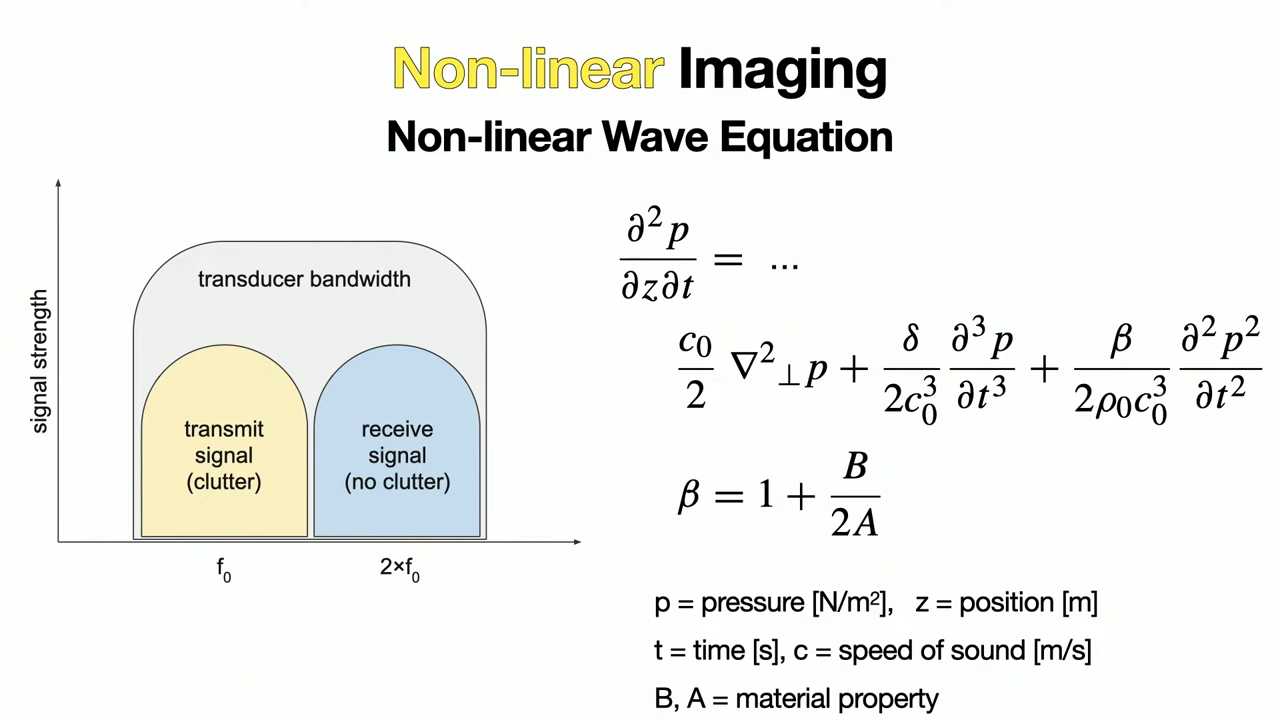 Non-linear Imaging
Non-linear Wave Equation
signal strength
transducer bandwidth
transmit
signal
(clutter)
receive
signal
(no clutter)
f₀
2×f₀
∂²p/∂z∂t = ...
c₀/2 ∇²⊥p + δ/2c₀³ ∂³p/∂t³ + β/2ρ₀c₀³ ∂²p²/∂t²
β = 1 + B/2A
p = pressure [N/m²], z = position [m]
t = time [s], c = speed of sound [m/s]
B, A = material property